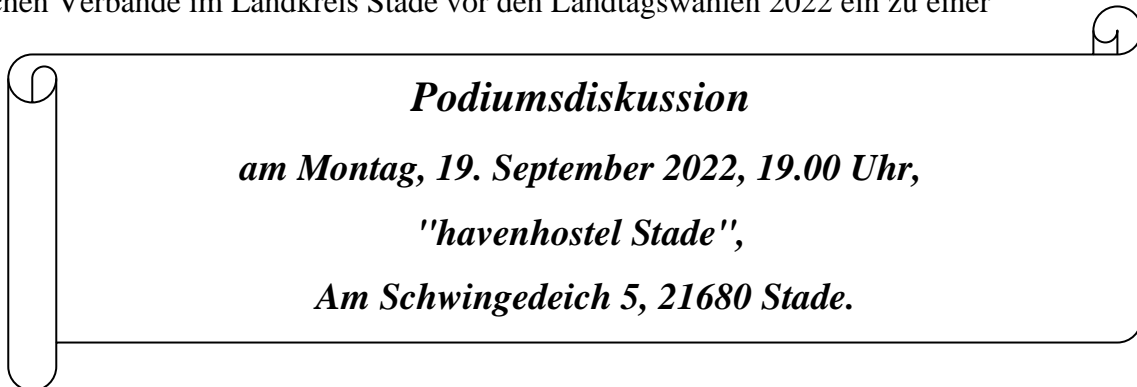 Verbände im Landkreis Stade vor den Landtagswahlen 2022 ein zu einer
Podiumsdiskussion
am Montag, 19. September 2022, 19.00 Uhr,
"havenhostel Stade",
Am Schwingedeich 5, 21680 Stade.